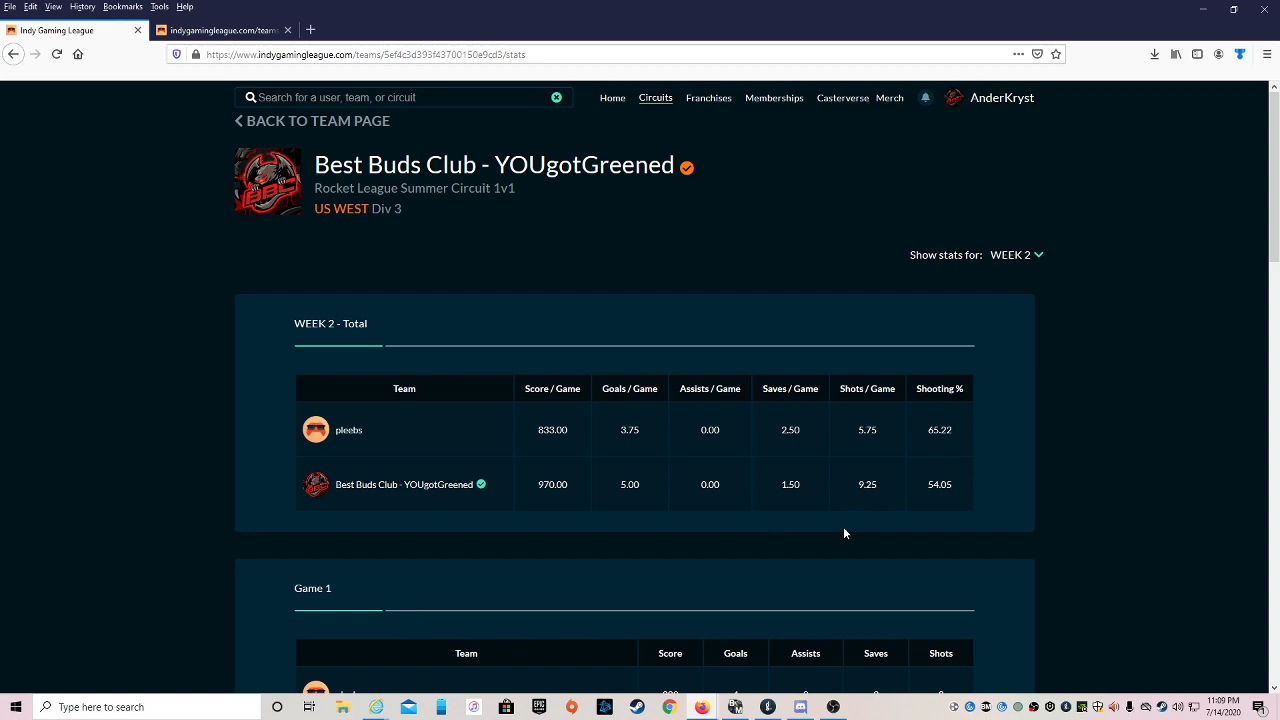 File Edit View History Bookmarks Tools Help
Indy Gaming League
indygamingleague.com/teams
https://www.indygamingleague.com/teams/5ef4c3d393f43700150e9cd3/stats
Search for a user, team, or circuit
Home Circuits Franchises Memberships Casterverse Merch AnderKryst
BACK TO TEAM PAGE
BBC
Best Buds Club - YOUgotGreened
Rocket League Summer Circuit 1v1
US WEST Div 3
Show stats for: WEEK 2
WEEK 2 - Total
Team Score / Game Goals / Game Assists / Game Saves / Game Shots / Game Shooting %
pleebs 833.00 3.75 0.00 2.50 5.75 65.22
Best Buds Club - YOUgotGreened 970.00 5.00 0.00 1.50 9.25 54.05
Game 1
Team Score Goals Assists Saves Shots
Type here to search
11:09 PM
7/14/2020